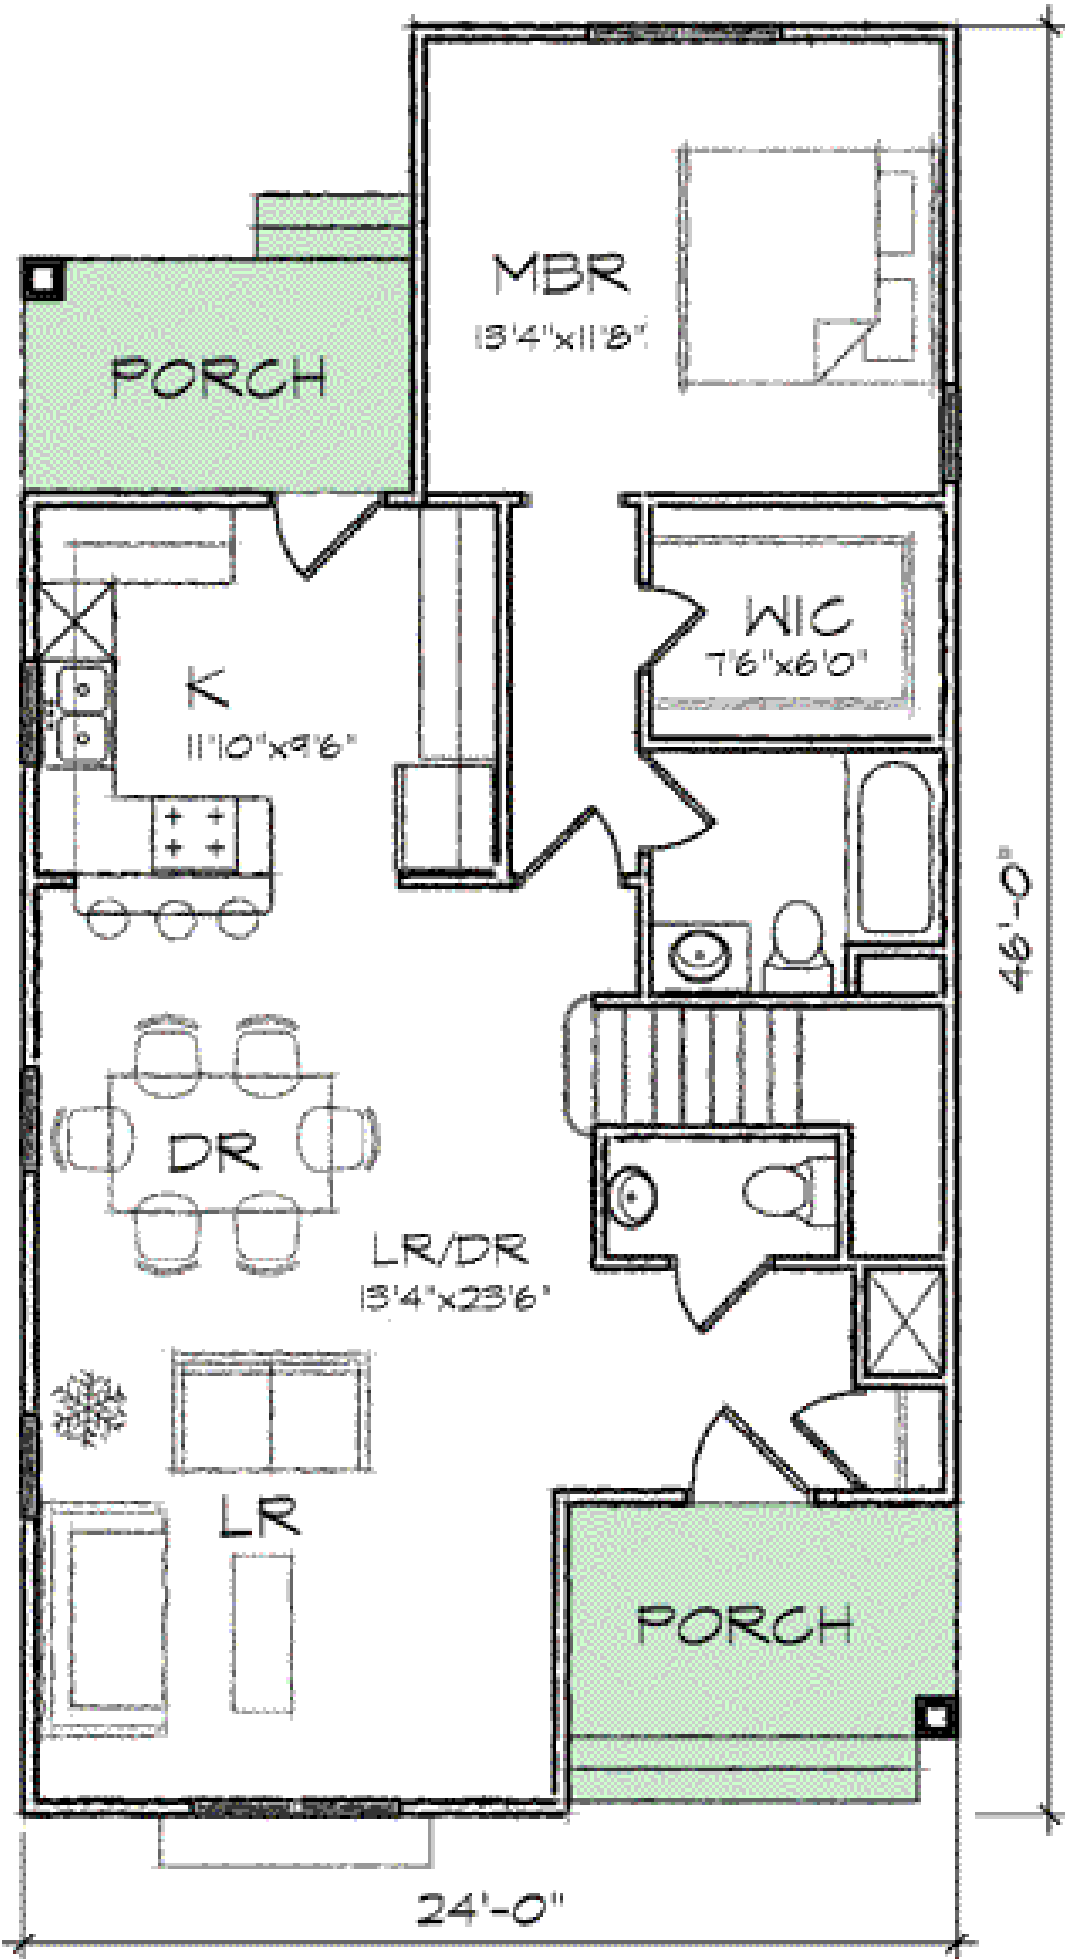 MBR
13'4"x11'8"
PORCH
WIC
7'6"x6'0"
K
11'10"x9'6"
46'-0"
DR
LR/DR
13'4"x23'6"
LR
PORCH
24'-0"